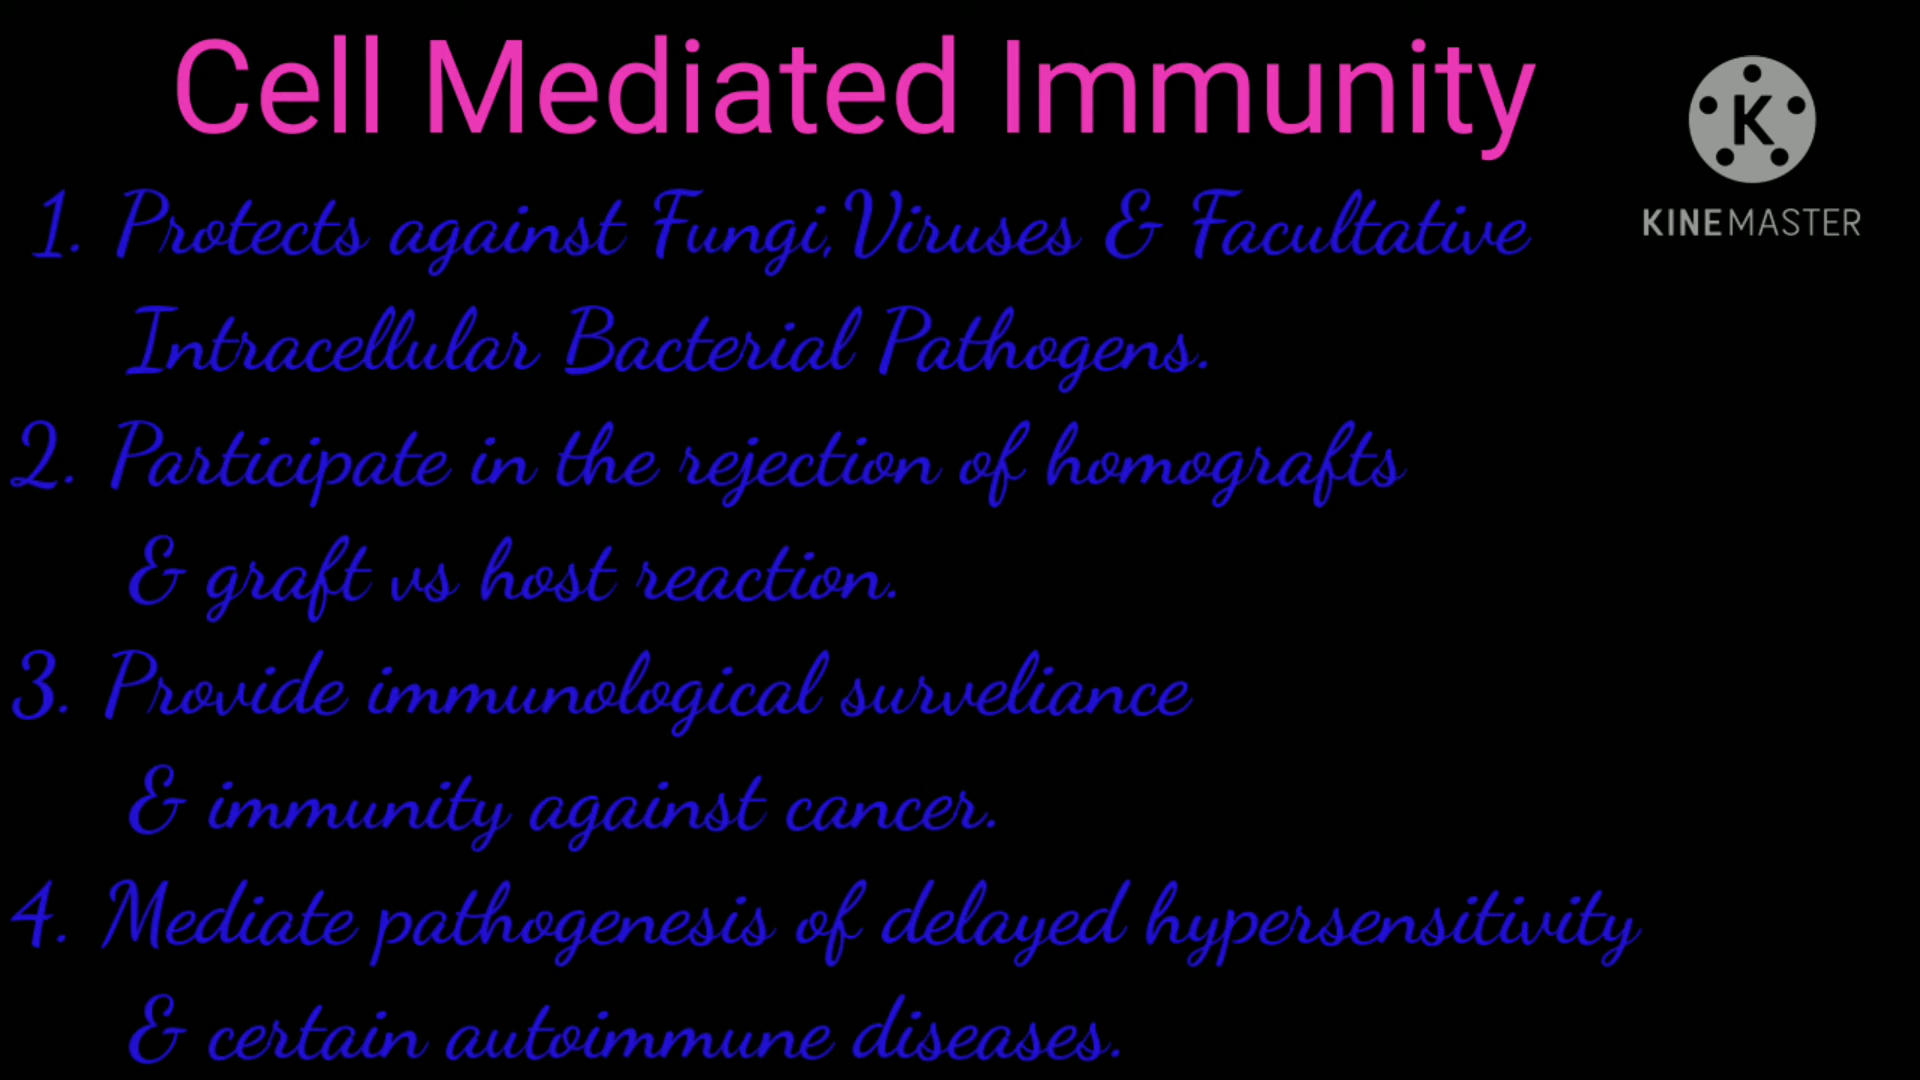 Cell Mediated Immunity
KINEMASTER
1. Protects against Fungi,Viruses & Facultative
Intracellular Bacterial Pathogens.
2. Participate in the rejection of homografts
& graft vs host reaction.
3. Provide immunological surveliance
& immunity against cancer.
4. Mediate pathogenesis of delayed hypersensitivity
& certain autoimmune diseases.